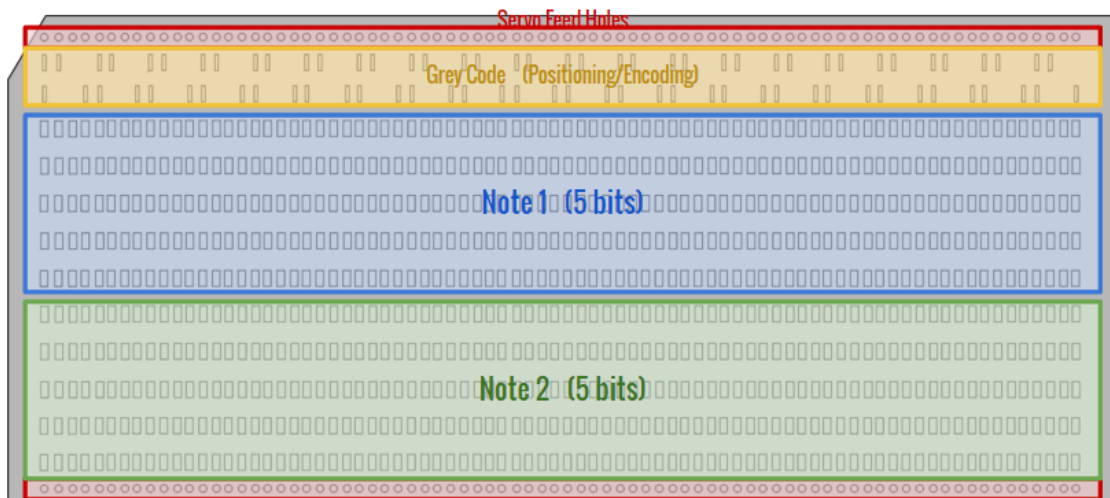 Servo Feed Holes
Grey Code (Positioning/Encoding)
Note 1 (5 bits)
Note 2 (5 bits)